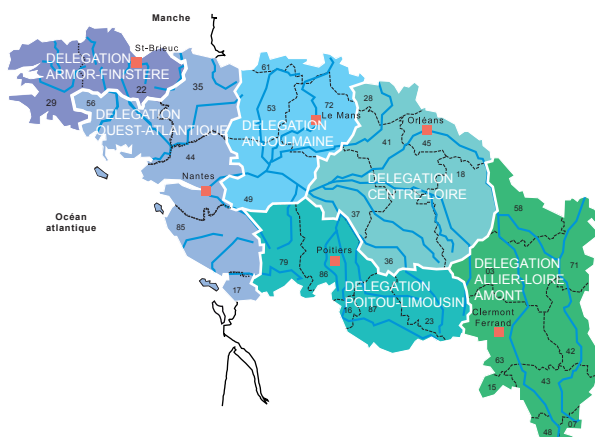 Manche
St-Brieuc
DELEGATION
ARMOR-FINISTERE
22
29
56
35
DELEGATION
OUEST-ATLANTIQUE
44
Nantes
Océan
atlantique
85
17
61
53
72
Le Mans
DELEGATION
ANJOU-MAINE
49
28
Orléans
45
41
18
DELEGATION
CENTRE-LOIRE
37
36
Poitiers
79
86
DELEGATION
POITOU-LIMOUSIN
16
87
23
58
03
71
DELEGATION
ALLIER-LOIRE
AMONT
Clermont
Ferrand
63
42
15
43
48
07